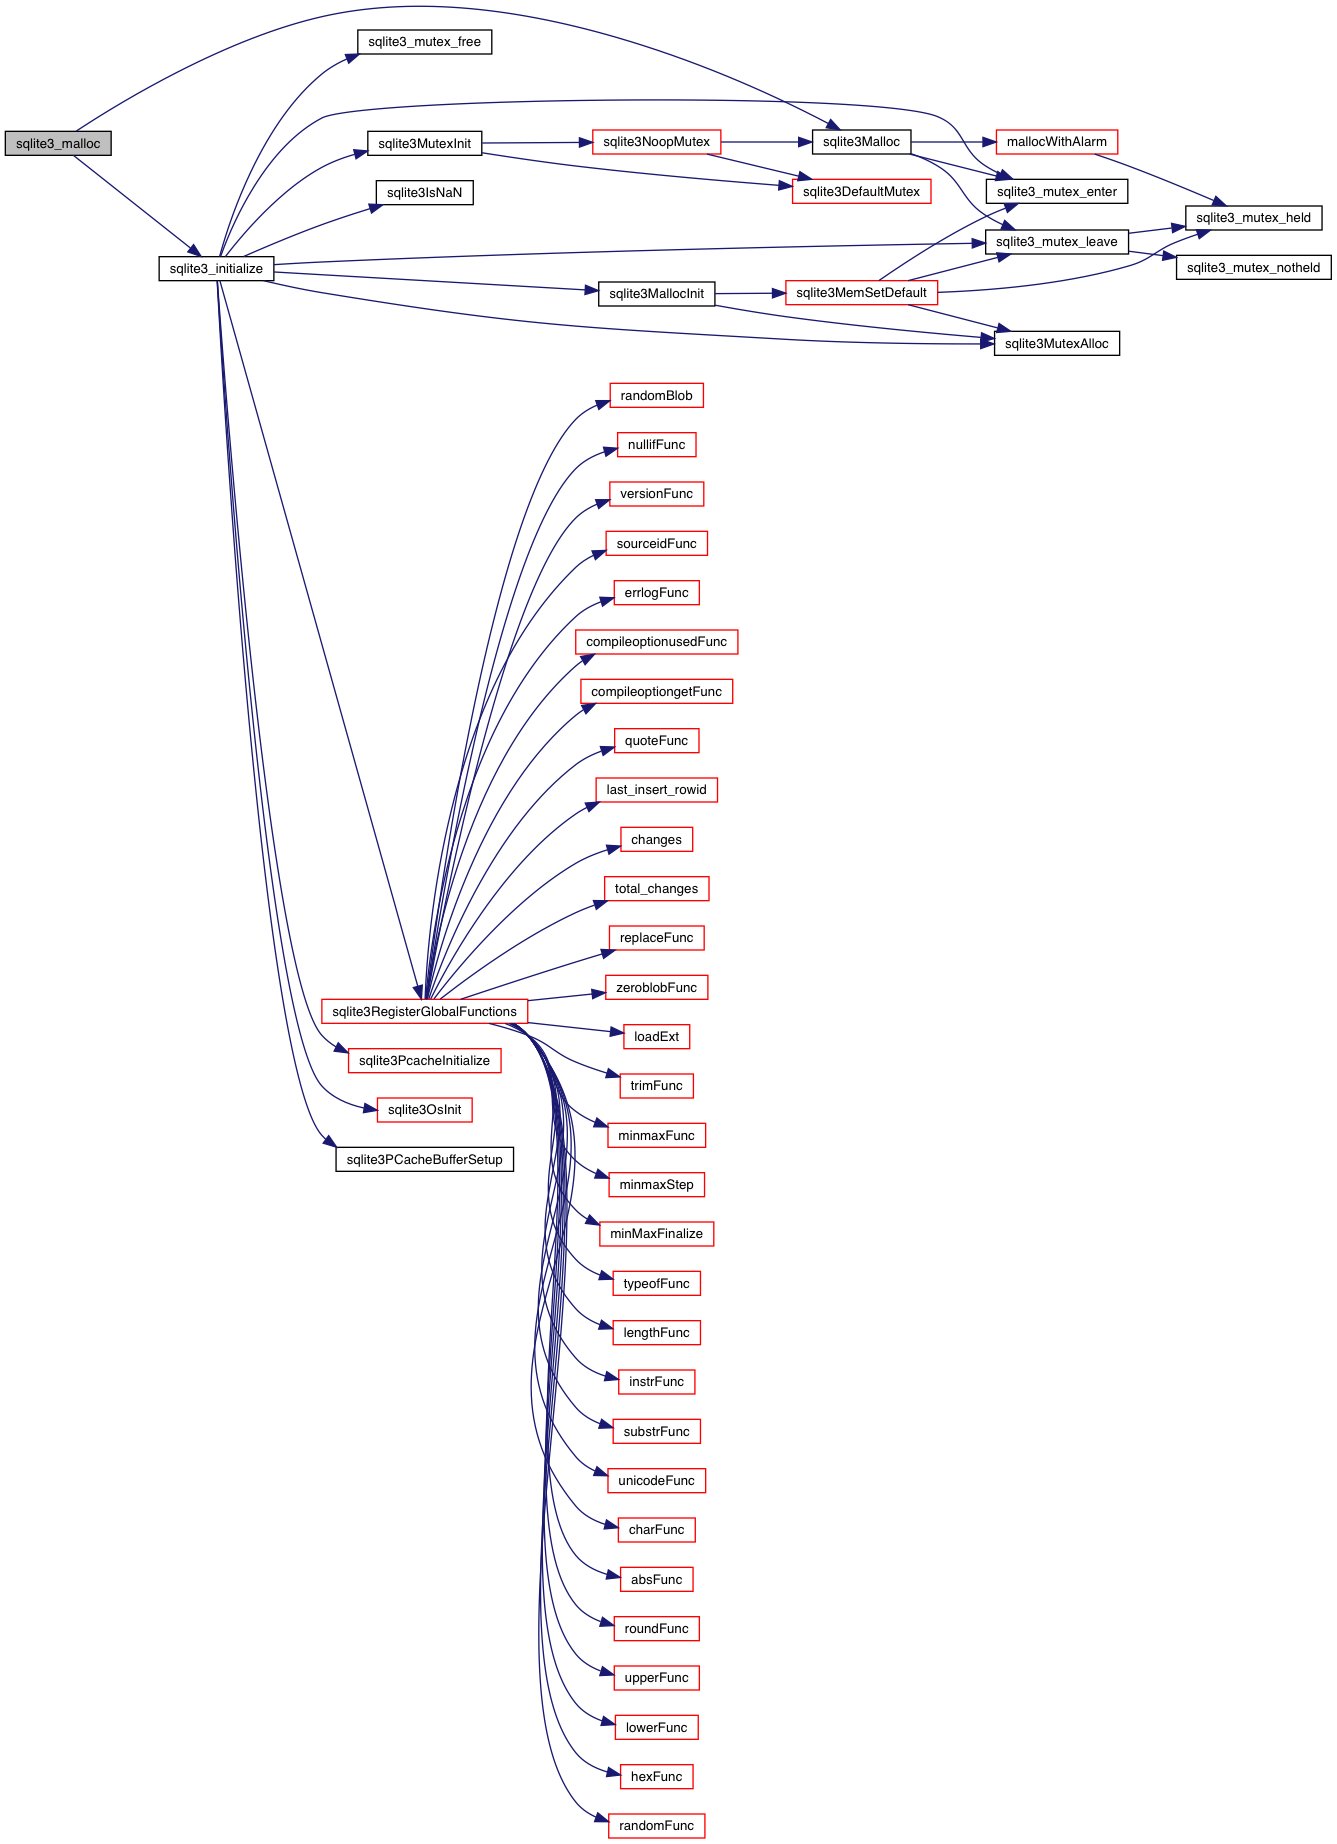 sqlite3_mutex_free
sqlite3_malloc
sqlite3MutexInit
sqlite3NoopMutex
sqlite3Malloc
mallocWithAlarm
sqlite3IsNaN
sqlite3DefaultMutex
sqlite3_mutex_enter
sqlite3_mutex_held
sqlite3_mutex_leave
sqlite3_initialize
sqlite3_mutex_notheld
sqlite3MallocInit
sqlite3MemSetDefault
sqlite3MutexAlloc
randomBlob
nullifFunc
versionFunc
sourceidFunc
errlogFunc
compileoptionusedFunc
compileoptiongetFunc
quoteFunc
last_insert_rowid
changes
total_changes
replaceFunc
zeroblobFunc
sqlite3RegisterGlobalFunctions
loadExt
sqlite3PcacheInitialize
trimFunc
sqlite3OsInit
minmaxFunc
sqlite3PCacheBufferSetup
minmaxStep
minMaxFinalize
typeofFunc
lengthFunc
instrFunc
substrFunc
unicodeFunc
charFunc
absFunc
roundFunc
upperFunc
lowerFunc
hexFunc
randomFunc